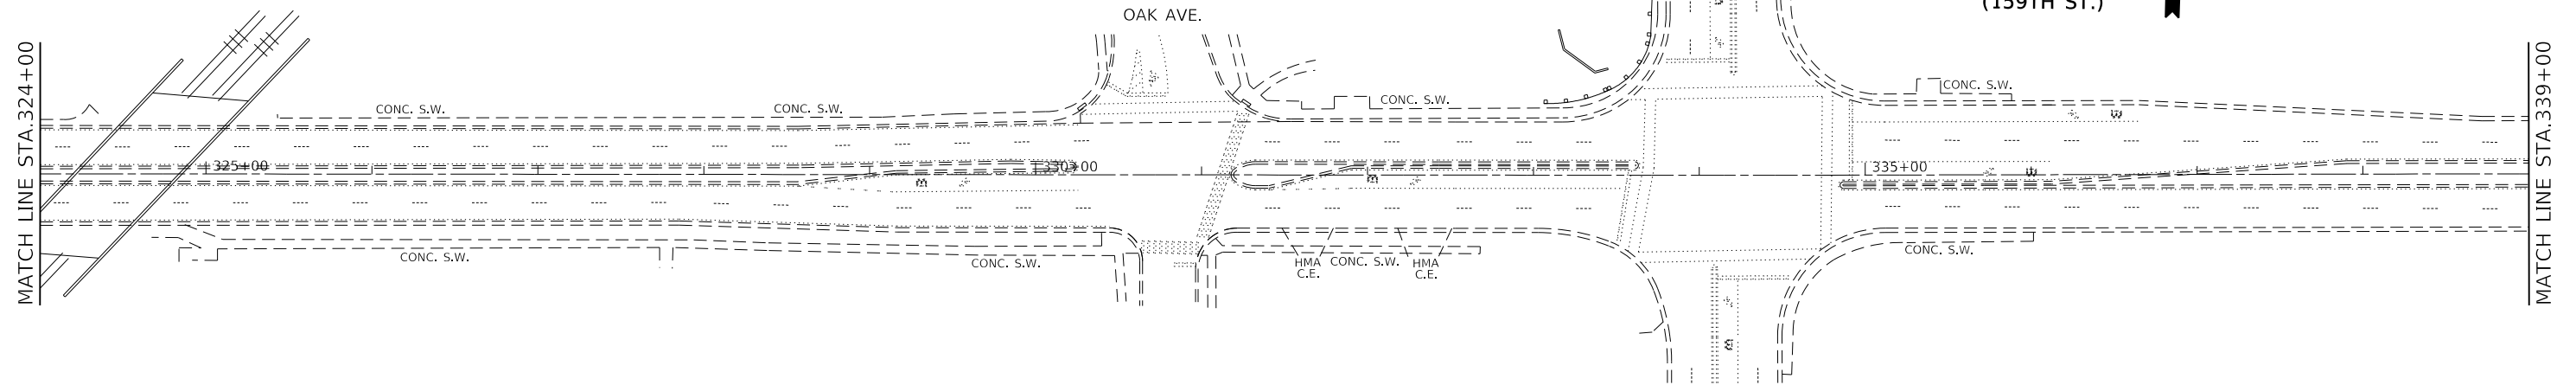 OAK AVE.
(159TH ST.)
MATCH LINE STA.324+00
MATCH LINE STA.339+00
CONC. S.W.
CONC. S.W.
CONC. S.W.
CONC. S.W.
325+00
330+00
335+00
CONC. S.W.
CONC. S.W.
HMA
C.E.
CONC. S.W.
HMA
C.E.
CONC. S.W.